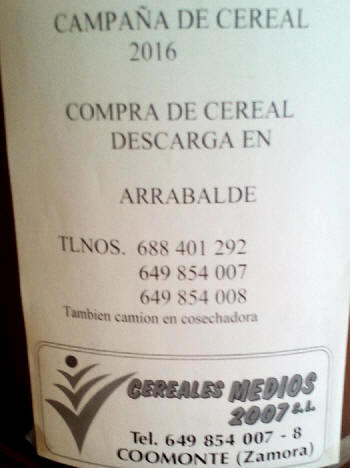 CAMPAÑA DE CEREAL
2016
COMPRA DE CEREAL
DESCARGA EN
ARRABALDE
TLNOS. 688 401 292
649 854 007
649 854 008
Tambien camion en cosechadora
CEREALES MEDIOS
2007 S.L.
Tel. 649 854 007 - 8
COOMONTE (Zamora)